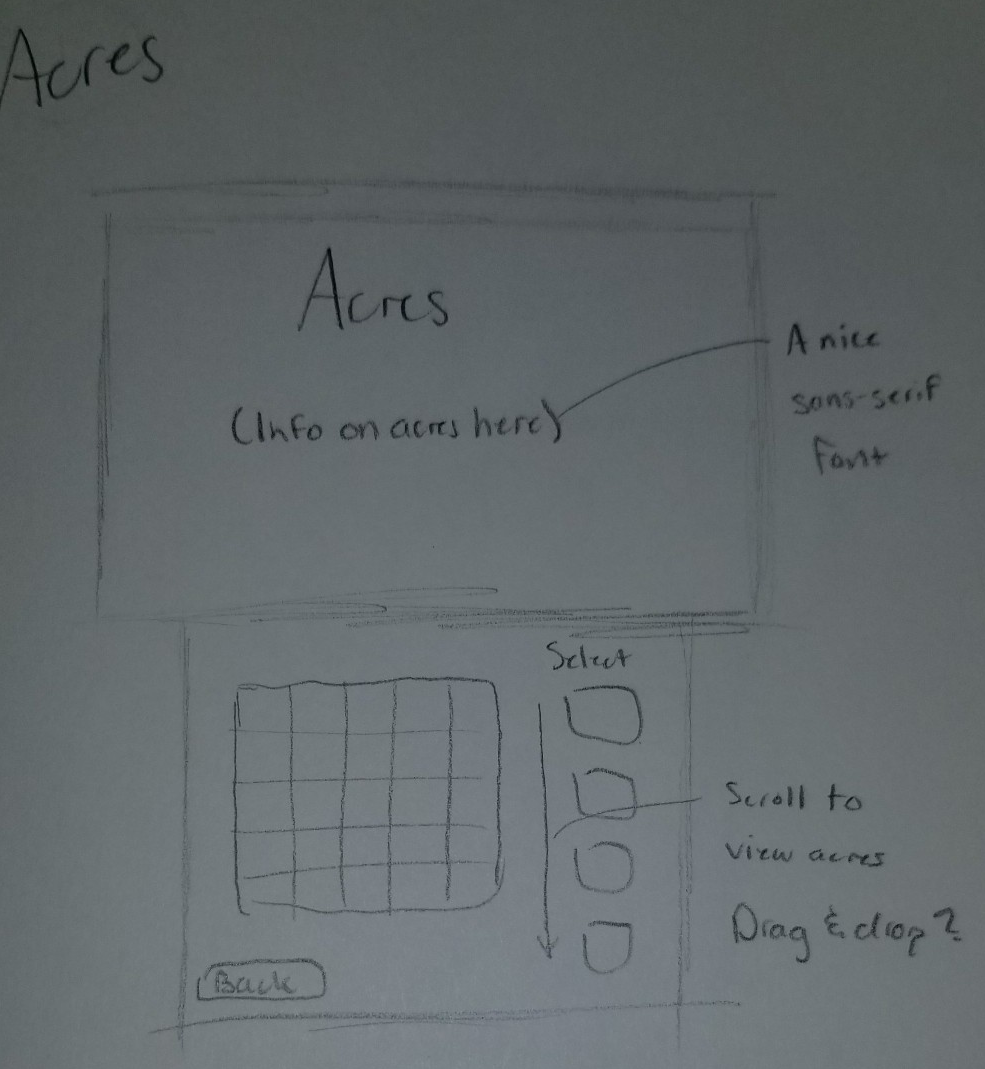 Acres
Acres
(Info on acres here)
A nice
sans-serif
font
Select
Scroll to
view acres
Drag & drop?
Back